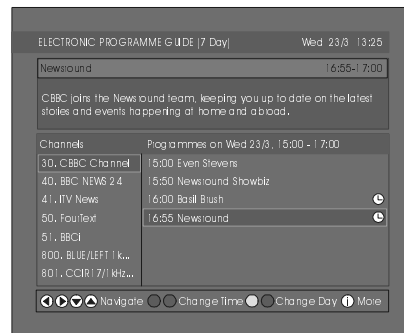 ELECTRONIC PROGRAMME GUIDE |7 Day| Wed 23/3 13:25
Newsround 16:55-17:00
CBBC joins the Newsround team, keeping you up to date on the latest
stories and events happening at home and abroad.
Channels Programmes on Wed 23/3, 15:00 - 17:00
30. CBBC Channel 15:00 Even Stevens
40. BBC NEWS 24 15:50 Newsround Showbiz
41. ITV News 16:00 Basil Brush
50. FourText 16:55 Newsround
51. BBCi
800. BLUE/LEFT 1k...
801. CCIR17/1kHz...
Navigate Change Time Change Day i More